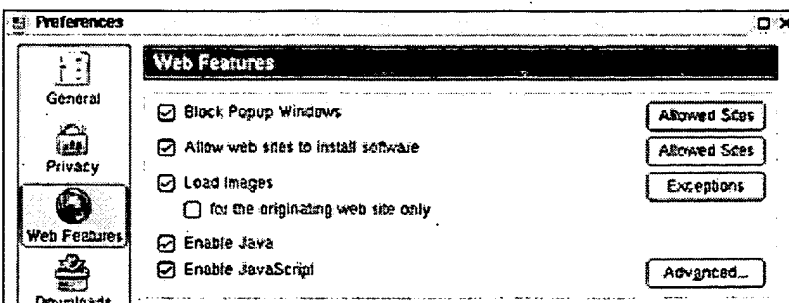 Preferences
Web Features
General
Privacy
Web Features
Downloads
Block Popup Windows
Allowed Sites
Allow web sites to install software
Allowed Sites
Load Images
Exceptions
for the originating web site only
Enable Java
Enable JavaScript
Advanced...